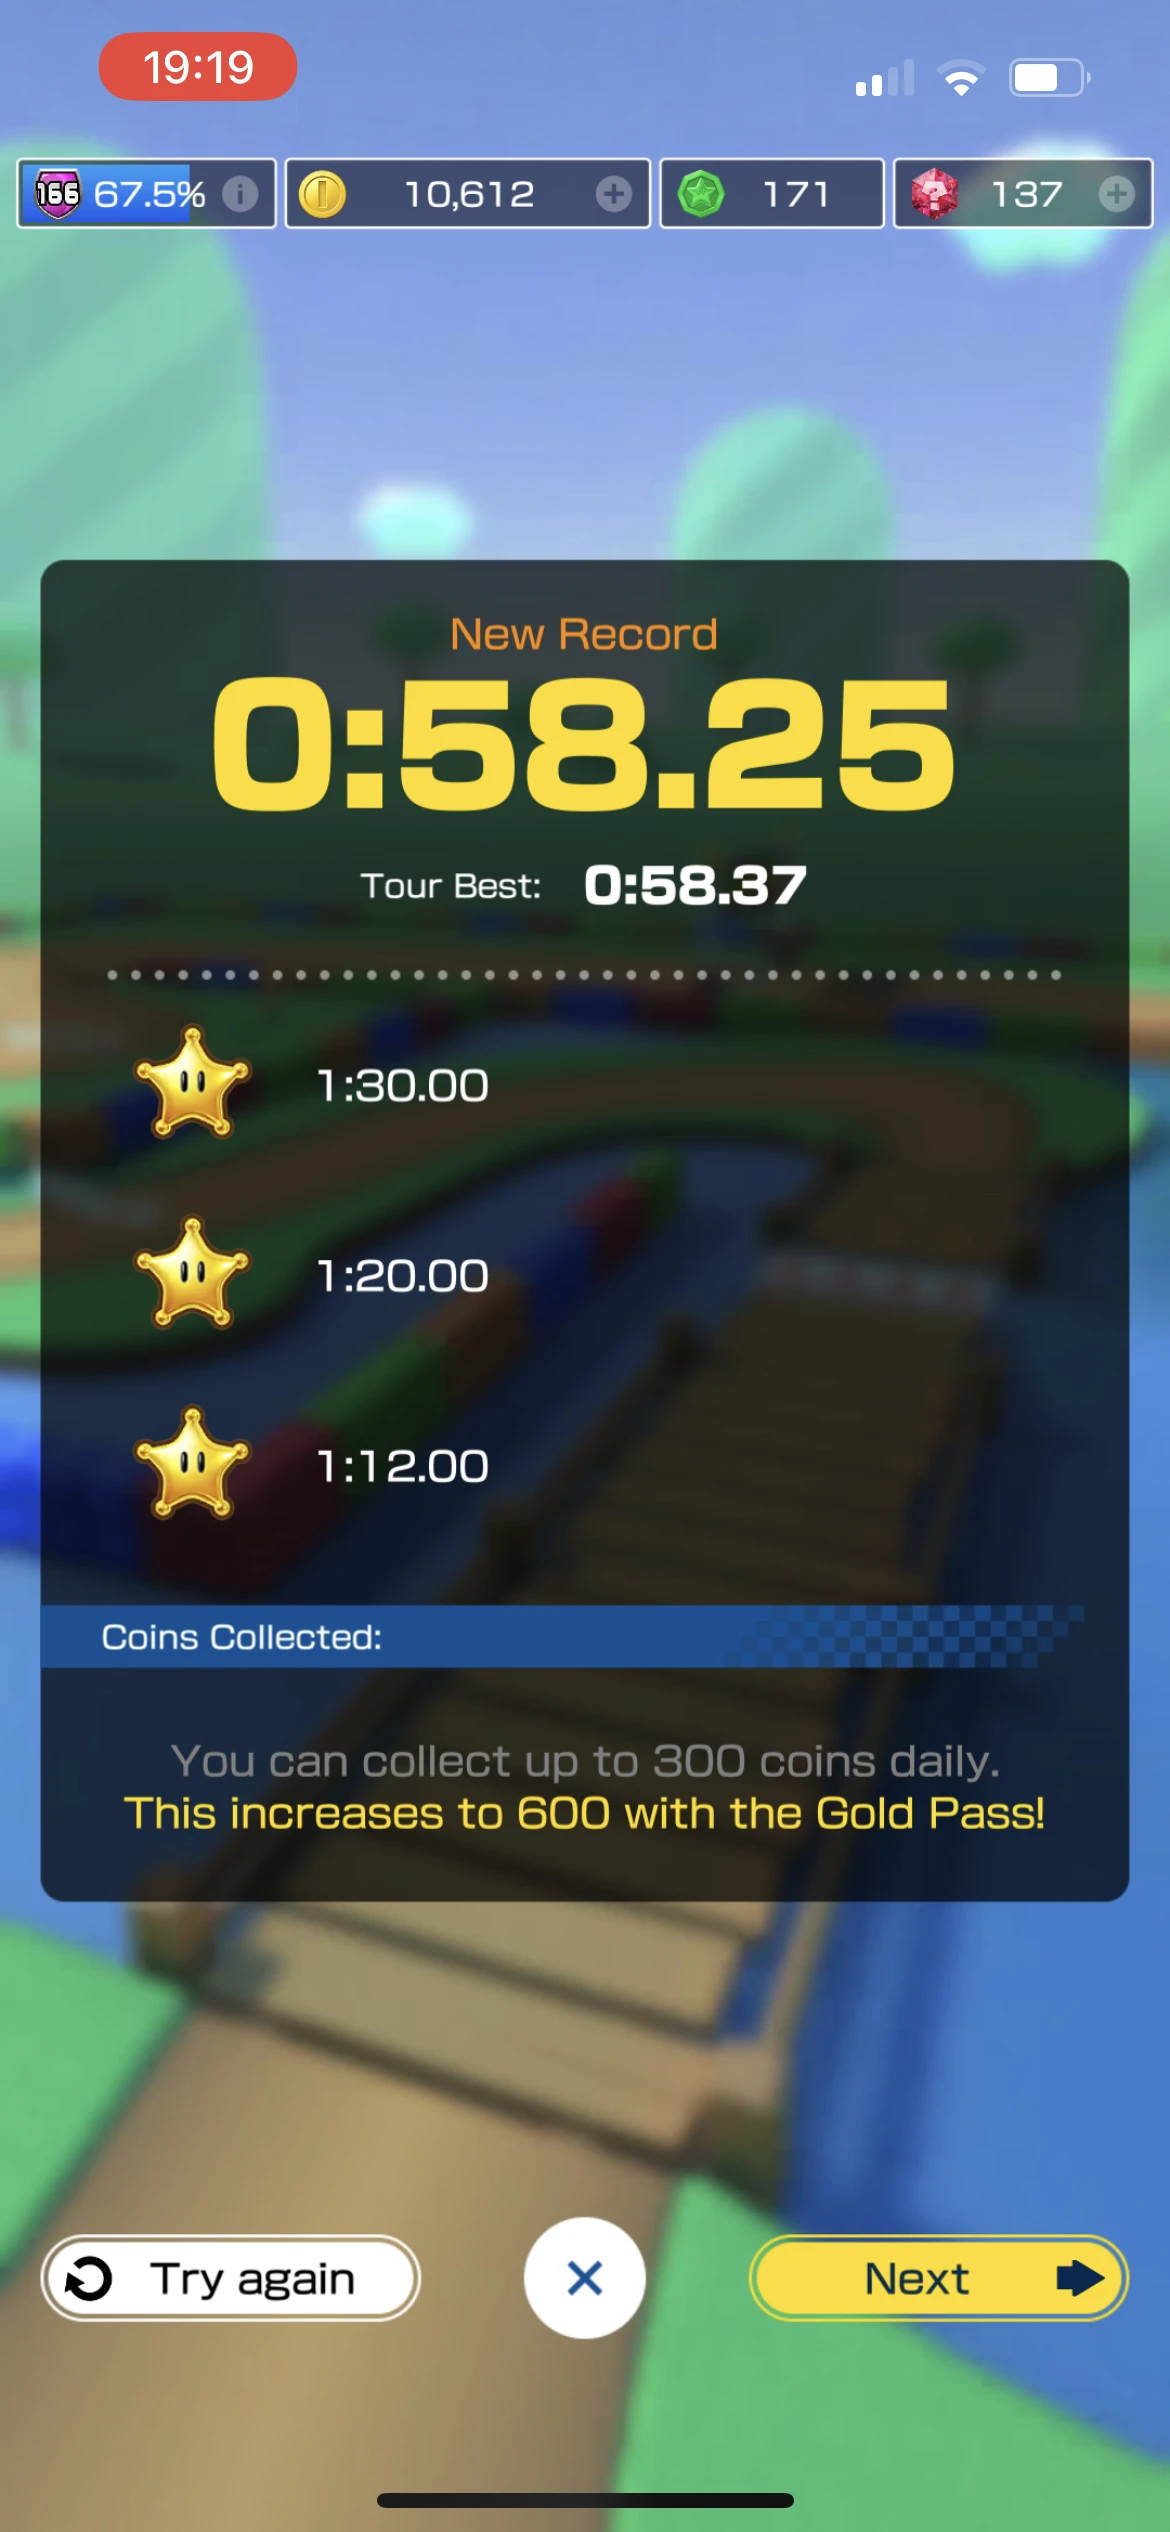 19:19
166 67.5% 10,612 171 137
New Record
0:58.25
Tour Best: 0:58.37
1:30.00
1:20.00
1:12.00
Coins Collected:
You can collect up to 300 coins daily.
This increases to 600 with the Gold Pass!
Try again
Next